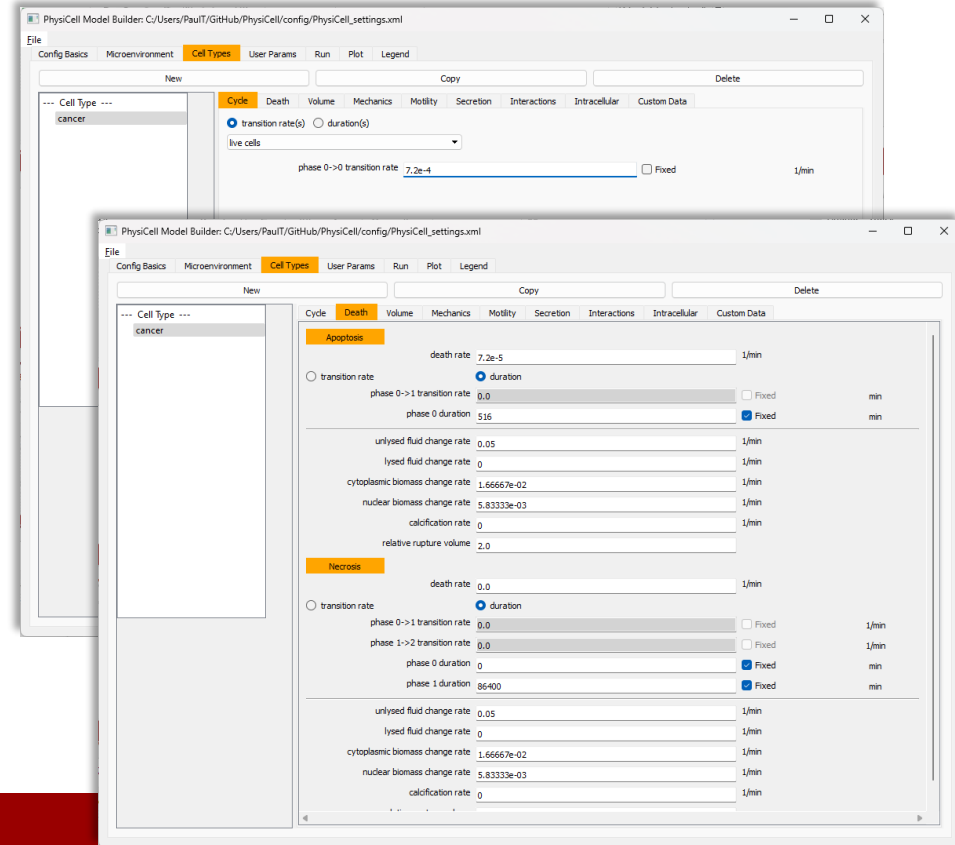 PhysiCell Model Builder: C:/Users/PaulT/GitHub/PhysiCell/config/PhysiCell_settings.xml
File
Config Basics Microenvironment Cell Types User Params Run Plot Legend
New Copy Delete
--- Cell Type ---
cancer
Cycle Death Volume Mechanics Motility Secretion Interactions Intracellular Custom Data
transition rate(s) duration(s)
live cells
phase 0->0 transition rate 7.2e-4 Fixed 1/min
PhysiCell Model Builder: C:/Users/PaulT/GitHub/PhysiCell/config/PhysiCell_settings.xml
File
Config Basics Microenvironment Cell Types User Params Run Plot Legend
New Copy Delete
--- Cell Type ---
cancer
Cycle Death Volume Mechanics Motility Secretion Interactions Intracellular Custom Data
Apoptosis
death rate 7.2e-5 1/min
transition rate duration
phase 0->1 transition rate 0.0 Fixed min
phase 0 duration 516 Fixed min
unlysed fluid change rate 0.05 1/min
lysed fluid change rate 0 1/min
cytoplasmic biomass change rate 1.66667e-02 1/min
nuclear biomass change rate 5.83333e-03 1/min
calcification rate 0 1/min
relative rupture volume 2.0
Necrosis
death rate 0.0 1/min
transition rate duration
phase 0->1 transition rate 0.0 Fixed 1/min
phase 1->2 transition rate 0.0 Fixed 1/min
phase 0 duration 0 Fixed min
phase 1 duration 86400 Fixed min
unlysed fluid change rate 0.05 1/min
lysed fluid change rate 0 1/min
cytoplasmic biomass change rate 1.66667e-02 1/min
nuclear biomass change rate 5.83333e-03 1/min
calcification rate 0 1/min